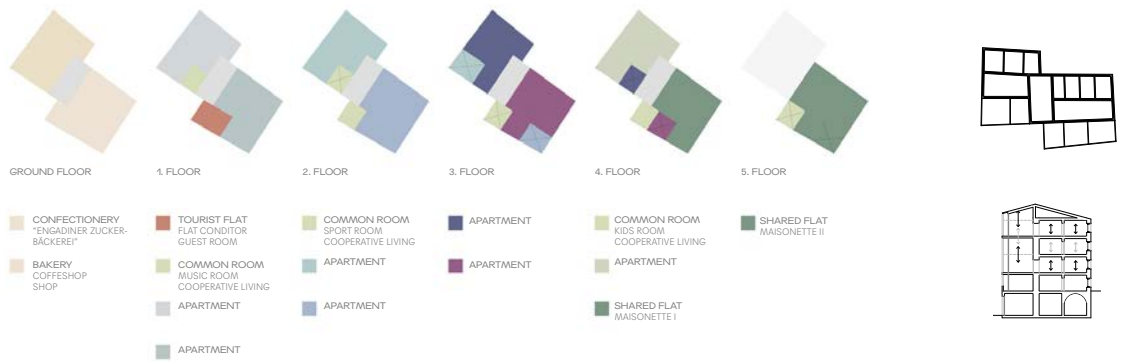 GROUND FLOOR
1. FLOOR
2. FLOOR
3. FLOOR
4. FLOOR
5. FLOOR
CONFECTIONERY
"ENGADINER ZUCKER-
BÄCKEREI"
BAKERY
COFFESHOP
SHOP
TOURIST FLAT
FLAT CONDITOR
GUEST ROOM
COMMON ROOM
MUSIC ROOM
COOPERATIVE LIVING
APARTMENT
APARTMENT
COMMON ROOM
SPORT ROOM
COOPERATIVE LIVING
APARTMENT
APARTMENT
APARTMENT
APARTMENT
COMMON ROOM
KIDS ROOM
COOPERATIVE LIVING
APARTMENT
SHARED FLAT
MAISONETTE I
SHARED FLAT
MAISONETTE II